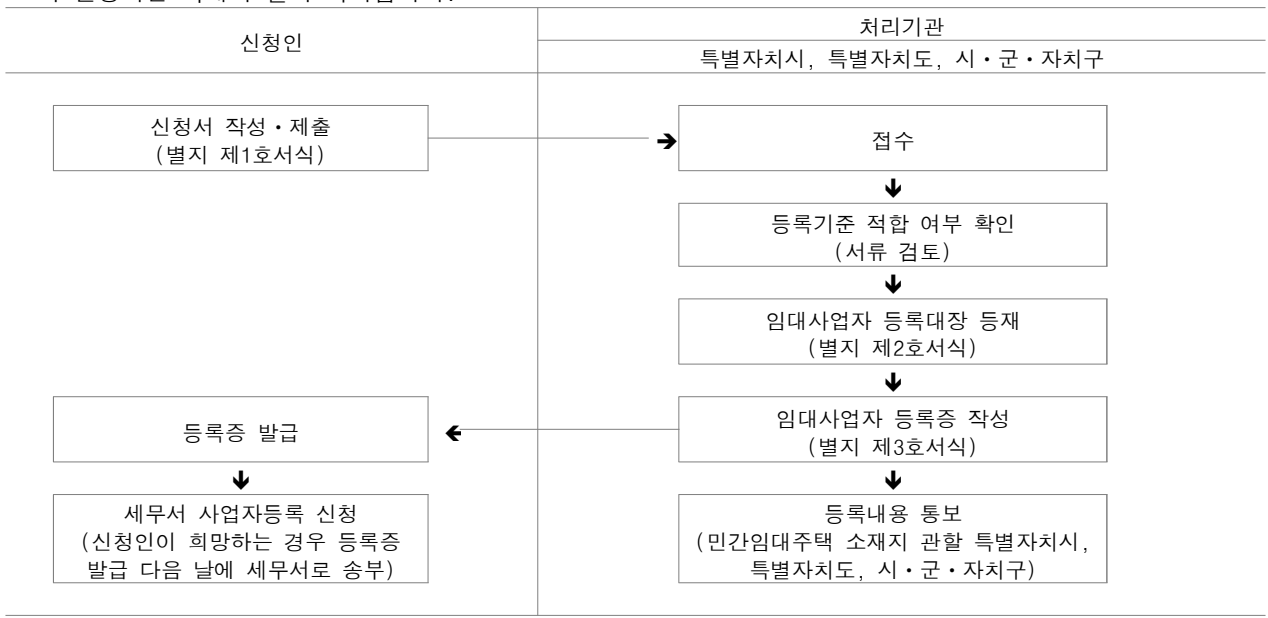 신청인
처리기관
특별자치시, 특별자치도, 시・군・자치구
신청서 작성・제출
(별지 제1호서식)
➔
접수
등록기준 적합 여부 확인
(서류 검토)
임대사업자 등록대장 등재
(별지 제2호서식)
등록증 발급
임대사업자 등록증 작성
(별지 제3호서식)
세무서 사업자등록 신청
(신청인이 희망하는 경우 등록증
발급 다음 날에 세무서로 송부)
등록내용 통보
(민간임대주택 소재지 관할 특별자치시,
특별자치도, 시・군・자치구)